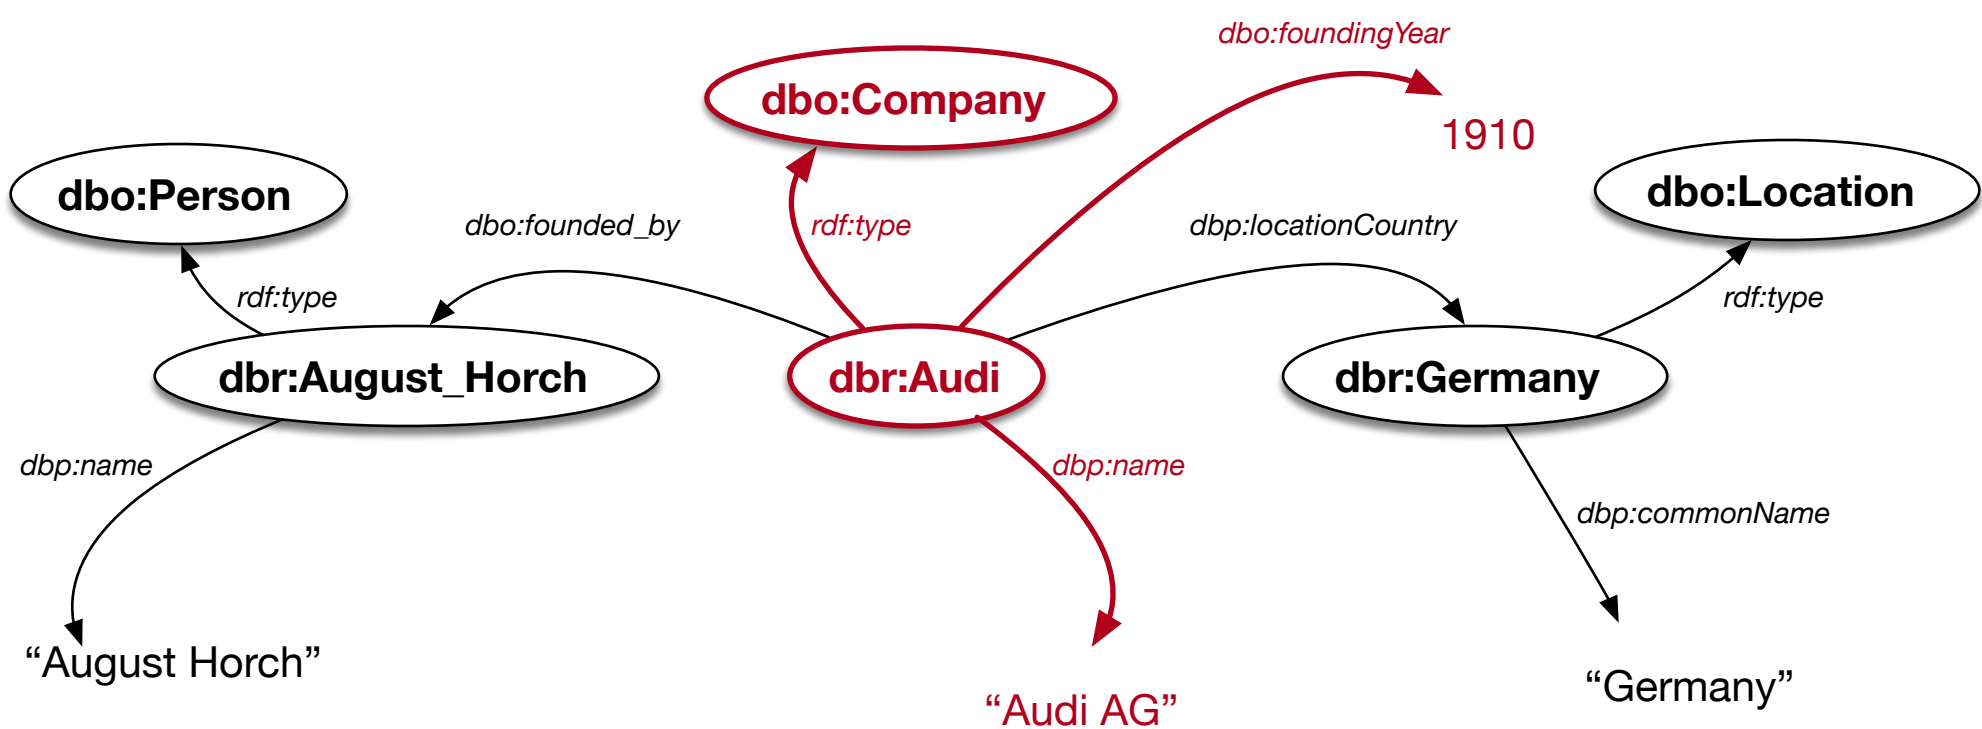 dbo:foundingYear
dbo:Company
1910
dbo:Person
dbo:Location
dbo:founded_by
rdf:type
dbp:locationCountry
rdf:type
rdf:type
dbr:August_Horch
dbr:Audi
dbr:Germany
dbp:name
dbp:name
dbp:commonName
“August Horch”
“Audi AG”
“Germany”